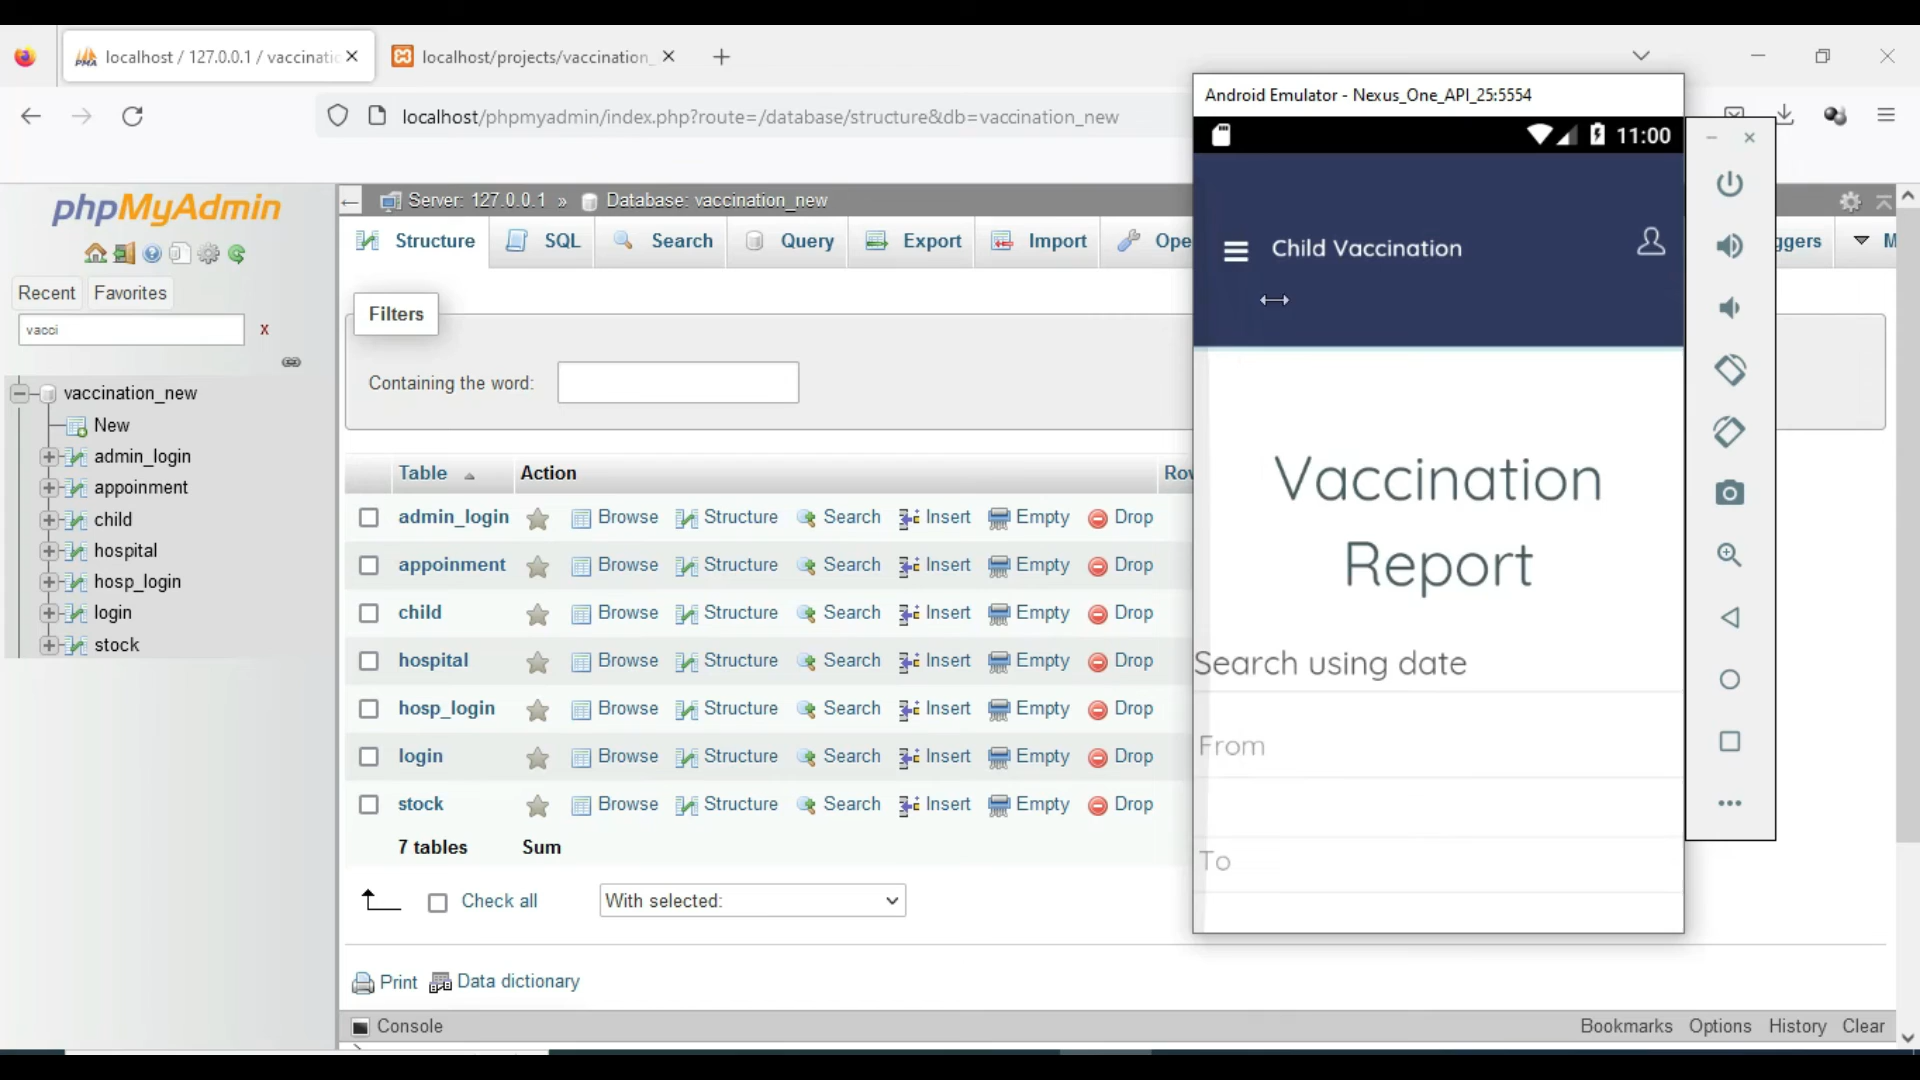 localhost / 127.0.0.1 / vaccinatic
localhost/projects/vaccination_
localhost/phpmyadmin/index.php?route=/database/structure&db=vaccination_new
phpMyAdmin
Recent Favorites
vacci
x
vaccination_new
New
admin_login
appoinment
child
hospital
hosp_login
login
stock
Server: 127.0.0.1 » Database: vaccination_new
Structure SQL Search Query Export Import Ope ggers M
Filters
Containing the word:
Table Action Rov
admin_login Browse Structure Search Insert Empty Drop
appoinment Browse Structure Search Insert Empty Drop
child Browse Structure Search Insert Empty Drop
hospital Browse Structure Search Insert Empty Drop
hosp_login Browse Structure Search Insert Empty Drop
login Browse Structure Search Insert Empty Drop
stock Browse Structure Search Insert Empty Drop
7 tables Sum
Check all With selected:
Print Data dictionary
Console Bookmarks Options History Clear
Android Emulator - Nexus_One_API_25:5554
11:00
Child Vaccination
Vaccination
Report
Search using date
From
To